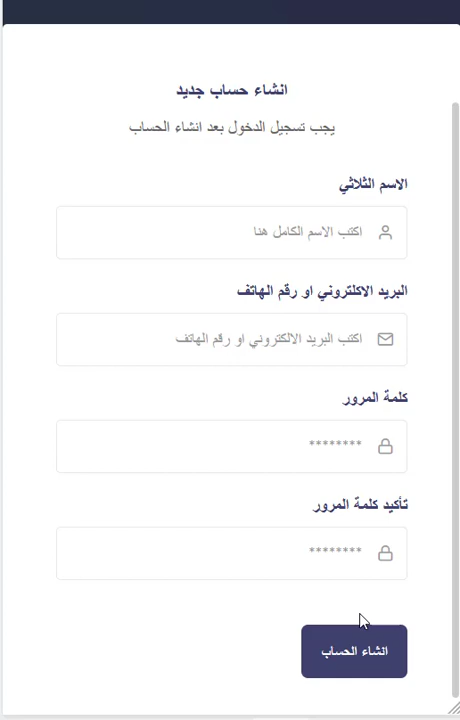 انشاء حساب جديد
يجب تسجيل الدخول بعد انشاء الحساب
الاسم الثلاثي
اكتب الاسم الكامل هنا
البريد الاكلتروني او رقم الهاتف
اكتب البريد الالكتروني او رقم الهاتف
كلمة المرور
********
تأكيد كلمة المرور
********
انشاء الحساب